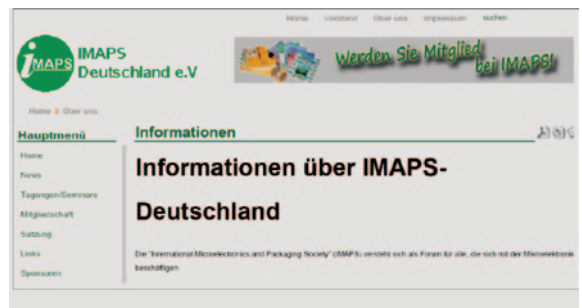 Home Vorstand Über uns Impressum suchen
iMAPS
IMAPS
Deutschland e.V
Werden Sie Mitglied
bei IMAPS!
Home Über uns
Hauptmenü
Home
News
Tagungen/Seminare
Mitgliedschaft
Satzung
Links
Sponsoren
Informationen
Informationen über IMAPS-
Deutschland
Die "International Microelectronics and Packaging Society" (IMAPS) versteht sich als Forum für alle, die sich mit der Mikroelektronik
beschäftigen